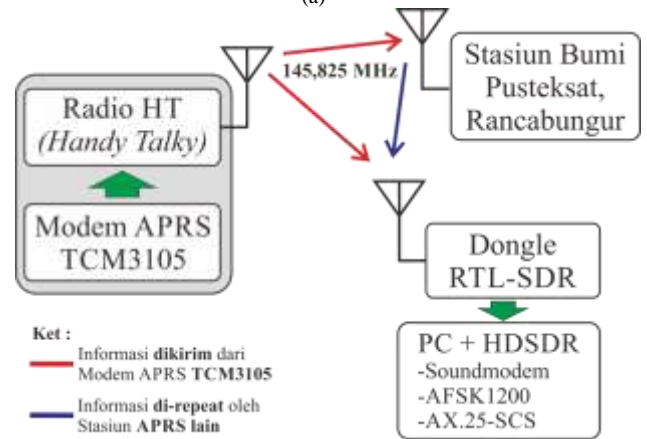 (a)
Radio HT
(Handy Talky)
Modem APRS
TCM3105
145,825 MHz
Stasiun Bumi
Pusteksat,
Rancabungur
Dongle
RTL-SDR
PC + HDSDR
-Soundmodem
-AFSK1200
-AX.25-SCS
Ket :
Informasi dikirim dari
Modem APRS TCM3105
Informasi di-repeat oleh
Stasiun APRS lain